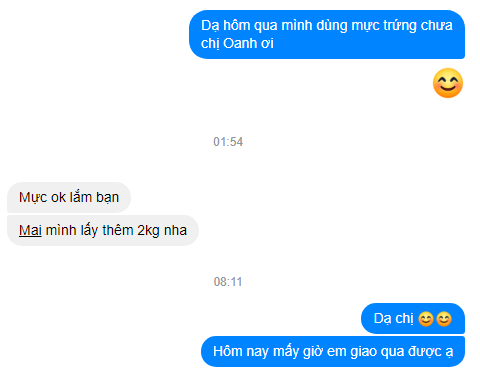 Dạ hôm qua mình dùng mực trứng chưa
chị Oanh ơi
😊
01:54
Mực ok lắm bạn
Mai mình lấy thêm 2kg nha
08:11
Dạ chị 😊😊
Hôm nay mấy giờ em giao qua được ạ